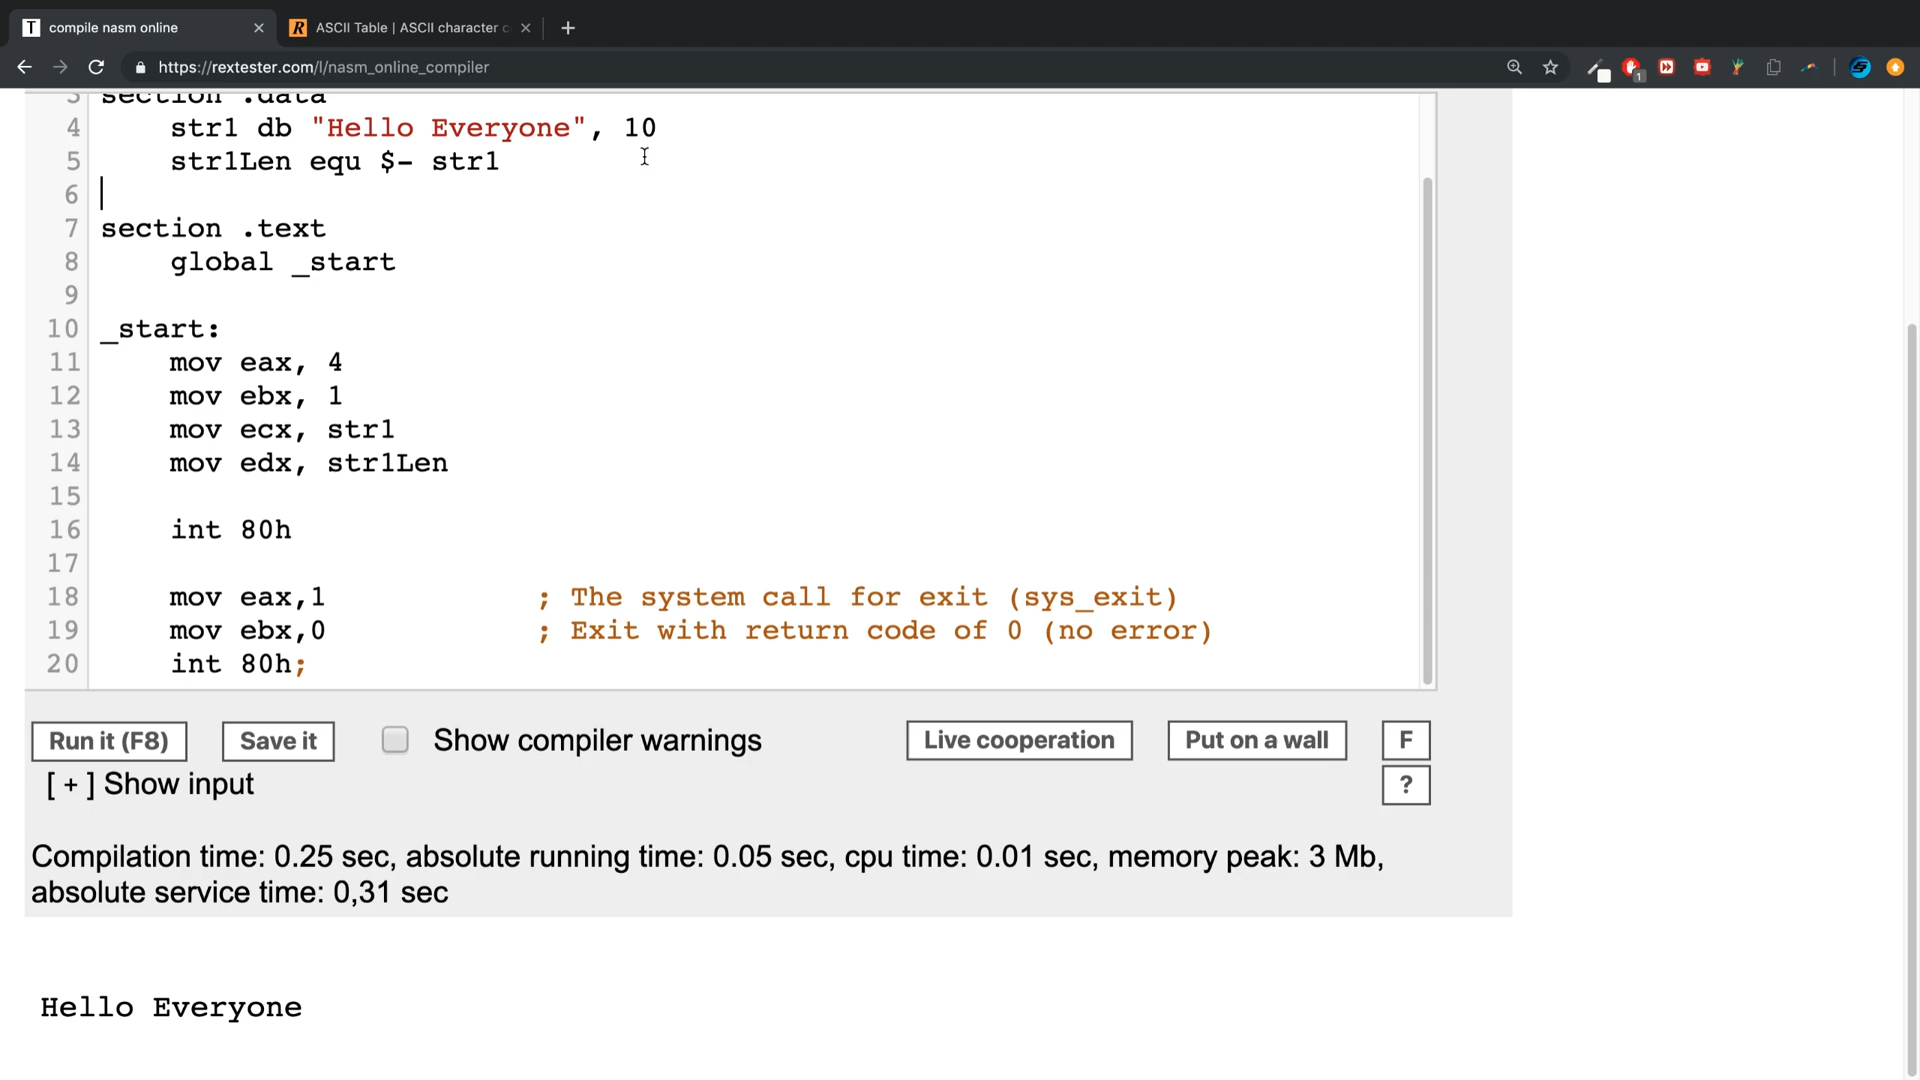 T compile nasm online
R ASCII Table | ASCII character c
https://rextester.com/l/nasm_online_compiler
1
3 section .data
4 str1 db "Hello Everyone", 10
5 str1Len equ $- str1
6
7 section .text
8 global _start
9
10 _start:
11 mov eax, 4
12 mov ebx, 1
13 mov ecx, str1
14 mov edx, str1Len
15
16 int 80h
17
18 mov eax,1 ; The system call for exit (sys_exit)
19 mov ebx,0 ; Exit with return code of 0 (no error)
20 int 80h;
Run it (F8) Save it Show compiler warnings Live cooperation Put on a wall F
[ + ] Show input ?
Compilation time: 0.25 sec, absolute running time: 0.05 sec, cpu time: 0.01 sec, memory peak: 3 Mb,
absolute service time: 0,31 sec
Hello Everyone